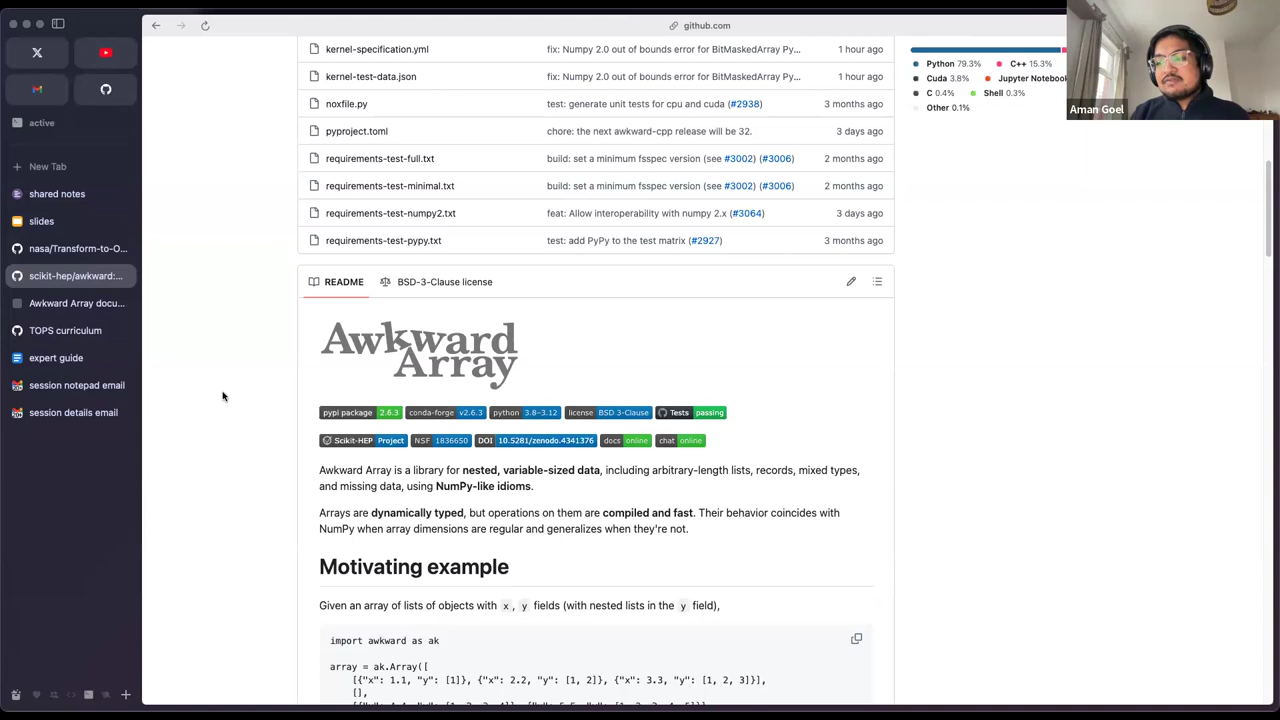 github.com
active
New Tab
shared notes
slides
nasa/Transform-to-O...
scikit-hep/awkward:...
Awkward Array docu...
TOPS curriculum
expert guide
session notepad email
session details email
kernel-specification.yml fix: Numpy 2.0 out of bounds error for BitMaskedArray Py... 1 hour ago
kernel-test-data.json fix: Numpy 2.0 out of bounds error for BitMaskedArray Py... 1 hour ago
noxfile.py test: generate unit tests for cpu and cuda (#2938) 3 months ago
pyproject.toml chore: the next awkward-cpp release will be 32. 3 days ago
requirements-test-full.txt build: set a minimum fsspec version (see #3002) (#3006) 2 months ago
requirements-test-minimal.txt build: set a minimum fsspec version (see #3002) (#3006) 2 months ago
requirements-test-numpy2.txt feat: Allow interoperability with numpy 2.x (#3064) 3 days ago
requirements-test-pypy.txt test: add PyPy to the test matrix (#2927) 3 months ago
README BSD-3-Clause license
Awkward
Array
pypi package 2.6.3 conda-forge v2.6.3 python 3.8–3.12 license BSD 3-Clause Tests passing
Scikit-HEP Project NSF 1836650 DOI 10.5281/zenodo.4341376 docs online chat online
Awkward Array is a library for nested, variable-sized data, including arbitrary-length lists, records, mixed types,
and missing data, using NumPy-like idioms.
Arrays are dynamically typed, but operations on them are compiled and fast. Their behavior coincides with
NumPy when array dimensions are regular and generalizes when they're not.
Motivating example
Given an array of lists of objects with x, y fields (with nested lists in the y field),
import awkward as ak
array = ak.Array([
[{"x": 1.1, "y": [1]}, {"x": 2.2, "y": [1, 2]}, {"x": 3.3, "y": [1, 2, 3]}],
[],
Python 79.3% C++ 15.3%
Cuda 3.8% Jupyter Notebook
C 0.4% Shell 0.3%
Other 0.1%
Aman Goel